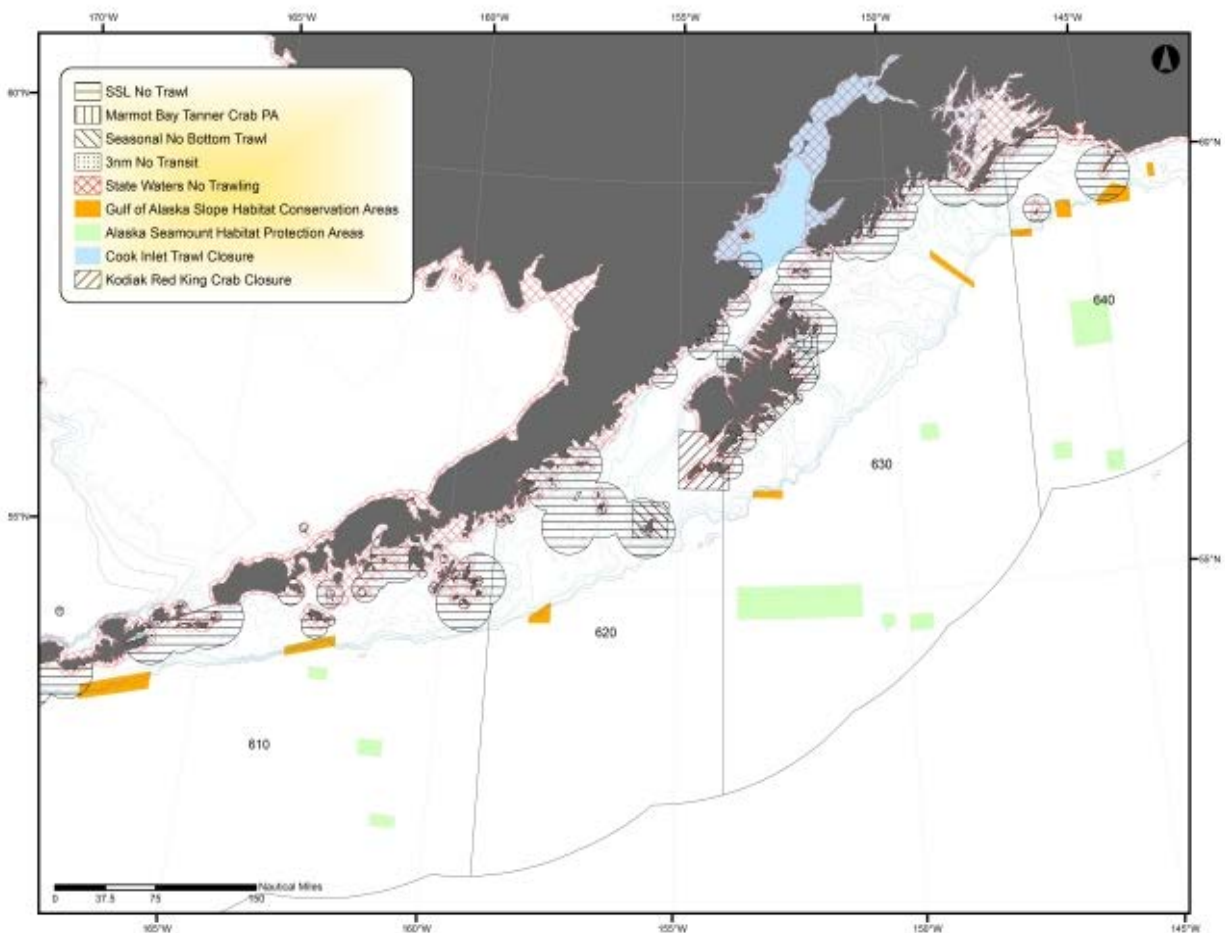 170°W 165°W 160°W 155°W 150°W 145°W
60°N
60°N
SSL No Trawl
Marmot Bay Tanner Crab PA
Seasonal No Bottom Trawl
3nm No Transit
State Waters No Trawling
Gulf of Alaska Slope Habitat Conservation Areas
Alaska Seamount Habitat Protection Areas
Cook Inlet Trawl Closure
Kodiak Red King Crab Closure
640
630
55°N
55°N
620
610
Nautical Miles
0 37.5 75 150
165°W 160°W 155°W 150°W 145°W